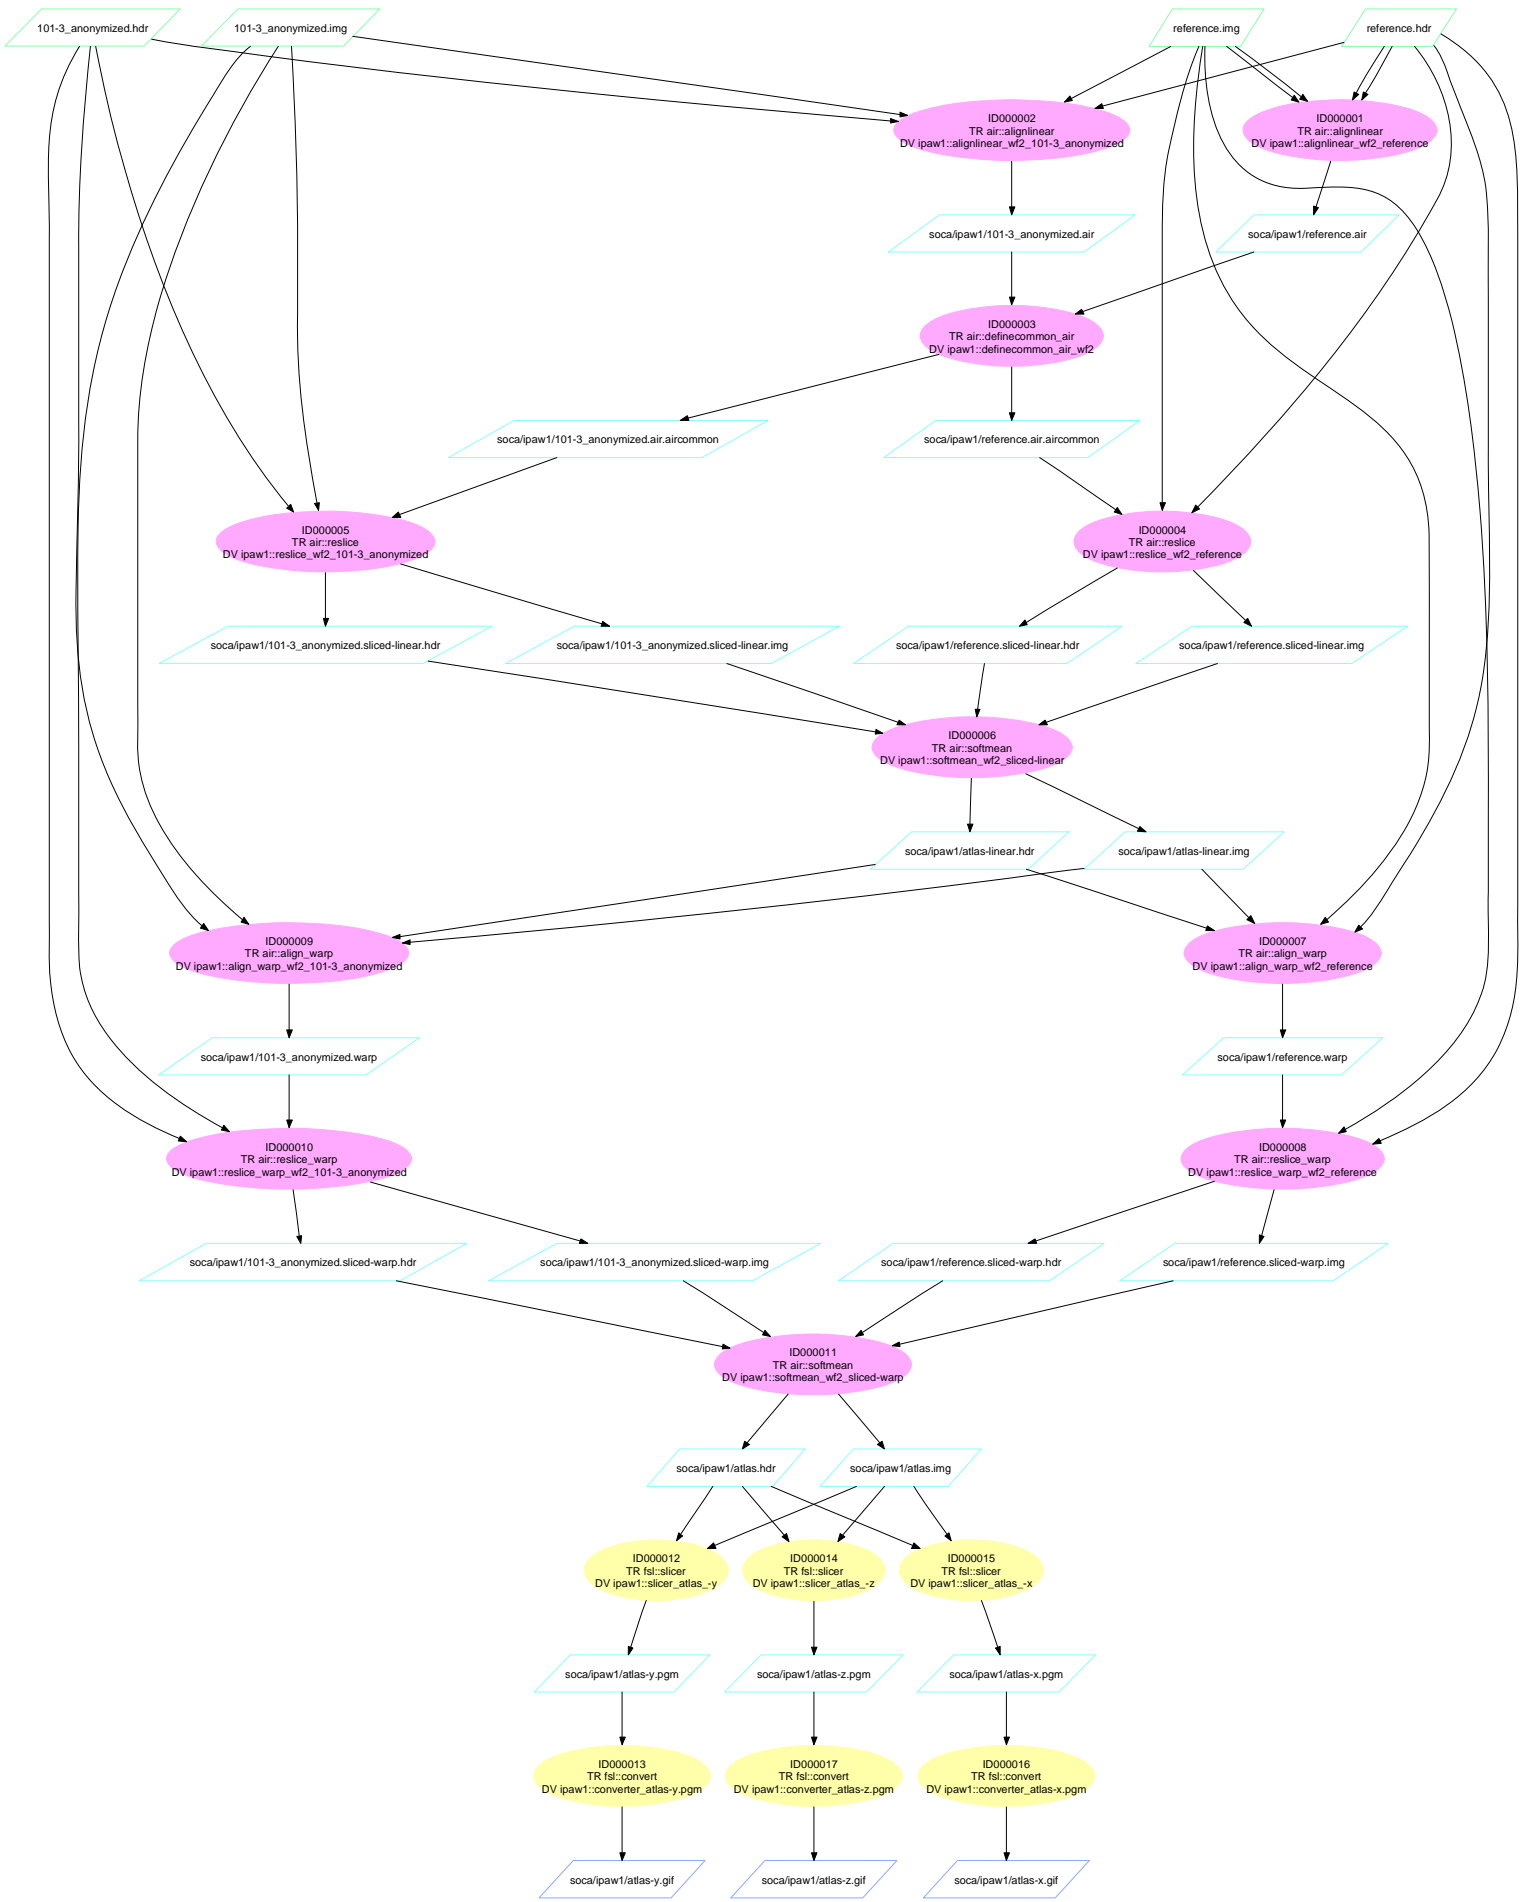 101-3_anonymized.hdr
101-3_anonymized.img
reference.img
reference.hdr
ID000002
TR air::alignlinear
DV ipaw1::alignlinear_wf2_101-3_anonymized
ID000001
TR air::alignlinear
DV ipaw1::alignlinear_wf2_reference
soca/ipaw1/101-3_anonymized.air
soca/ipaw1/reference.air
ID000003
TR air::definecommon_air
DV ipaw1::definecommon_air_wf2
soca/ipaw1/101-3_anonymized.air.aircommon
soca/ipaw1/reference.air.aircommon
ID000005
TR air::reslice
DV ipaw1::reslice_wf2_101-3_anonymized
ID000004
TR air::reslice
DV ipaw1::reslice_wf2_reference
soca/ipaw1/101-3_anonymized.sliced-linear.hdr
soca/ipaw1/101-3_anonymized.sliced-linear.img
soca/ipaw1/reference.sliced-linear.hdr
soca/ipaw1/reference.sliced-linear.img
ID000006
TR air::softmean
DV ipaw1::softmean_wf2_sliced-linear
soca/ipaw1/atlas-linear.hdr
soca/ipaw1/atlas-linear.img
ID000009
TR air::align_warp
DV ipaw1::align_warp_wf2_101-3_anonymized
ID000007
TR air::align_warp
DV ipaw1::align_warp_wf2_reference
soca/ipaw1/101-3_anonymized.warp
soca/ipaw1/reference.warp
ID000010
TR air::reslice_warp
DV ipaw1::reslice_warp_wf2_101-3_anonymized
ID000008
TR air::reslice_warp
DV ipaw1::reslice_warp_wf2_reference
soca/ipaw1/101-3_anonymized.sliced-warp.hdr
soca/ipaw1/101-3_anonymized.sliced-warp.img
soca/ipaw1/reference.sliced-warp.hdr
soca/ipaw1/reference.sliced-warp.img
ID000011
TR air::softmean
DV ipaw1::softmean_wf2_sliced-warp
soca/ipaw1/atlas.hdr
soca/ipaw1/atlas.img
ID000012
TR fsl::slicer
DV ipaw1::slicer_atlas_-y
ID000014
TR fsl::slicer
DV ipaw1::slicer_atlas_-z
ID000015
TR fsl::slicer
DV ipaw1::slicer_atlas_-x
soca/ipaw1/atlas-y.pgm
soca/ipaw1/atlas-z.pgm
soca/ipaw1/atlas-x.pgm
ID000013
TR fsl::convert
DV ipaw1::converter_atlas-y.pgm
ID000017
TR fsl::convert
DV ipaw1::converter_atlas-z.pgm
ID000016
TR fsl::convert
DV ipaw1::converter_atlas-x.pgm
soca/ipaw1/atlas-y.gif
soca/ipaw1/atlas-z.gif
soca/ipaw1/atlas-x.gif